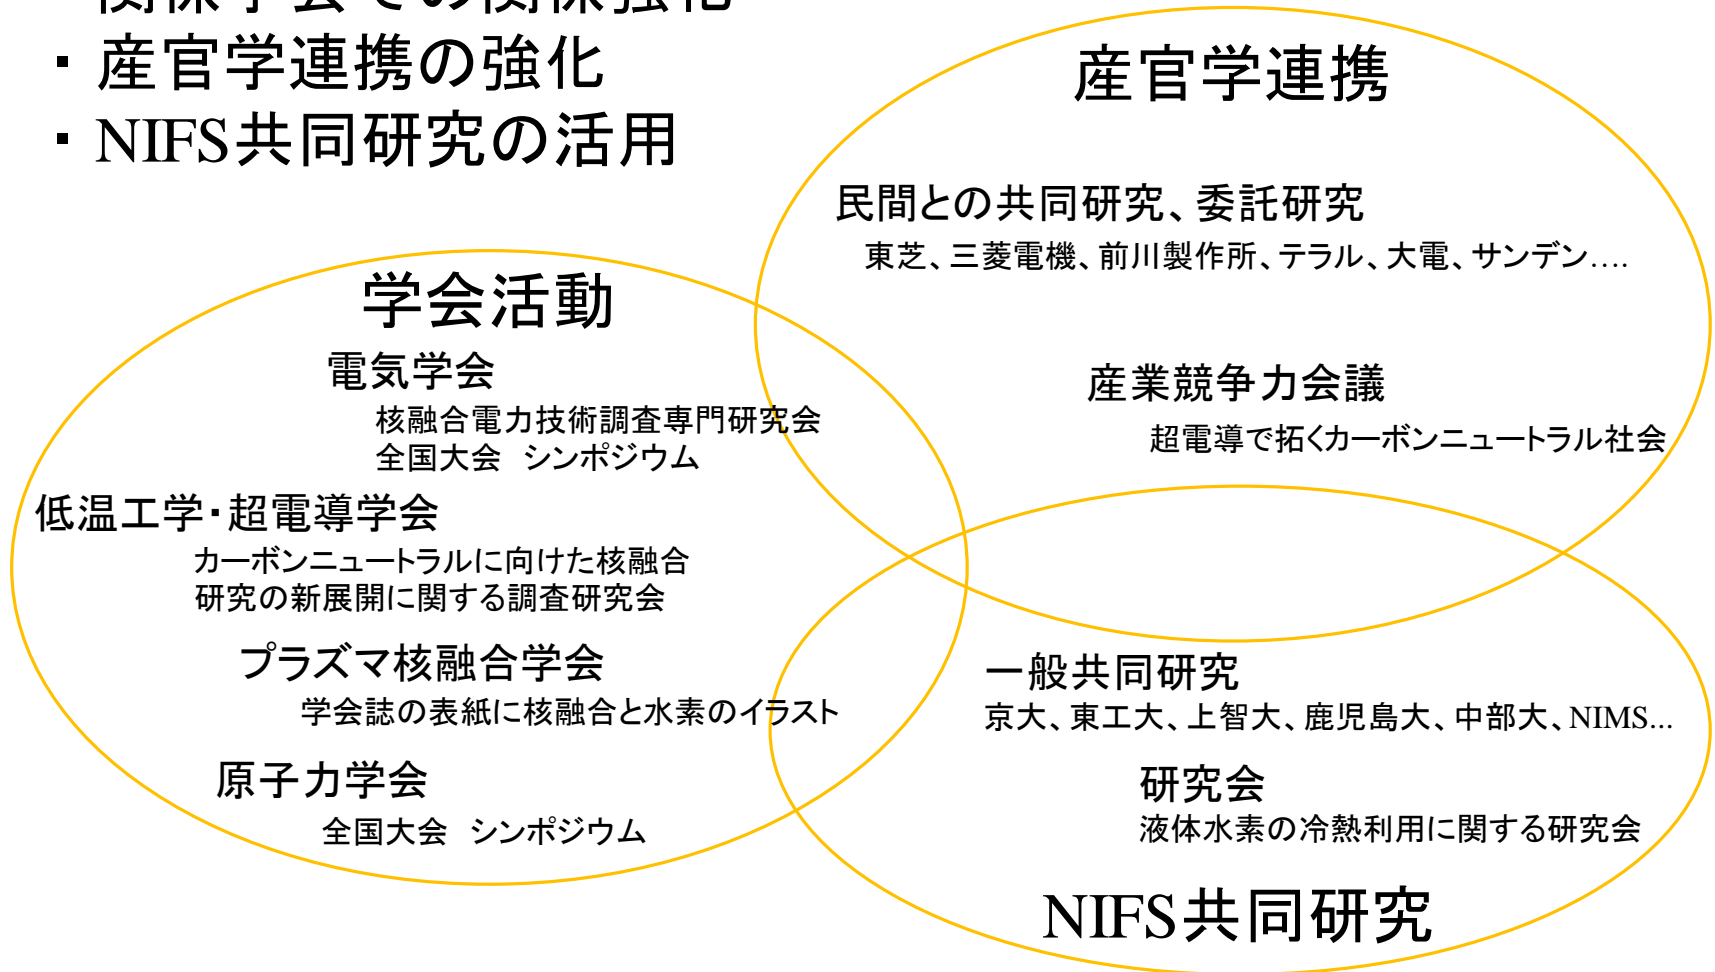 関係学会での関係強化
・産官学連携の強化
・NIFS共同研究の活用
産官学連携
民間との共同研究、委託研究
東芝、三菱電機、前川製作所、テラル、大電、サンデン….
産業競争力会議
超電導で拓くカーボンニュートラル社会
学会活動
電気学会
核融合電力技術調査専門研究会
全国大会　シンポジウム
低温工学・超電導学会
カーボンニュートラルに向けた核融合
研究の新展開に関する調査研究会
プラズマ核融合学会
学会誌の表紙に核融合と水素のイラスト
原子力学会
全国大会　シンポジウム
一般共同研究
京大、東工大、上智大、鹿児島大、中部大、NIMS...
研究会
液体水素の冷熱利用に関する研究会
NIFS共同研究